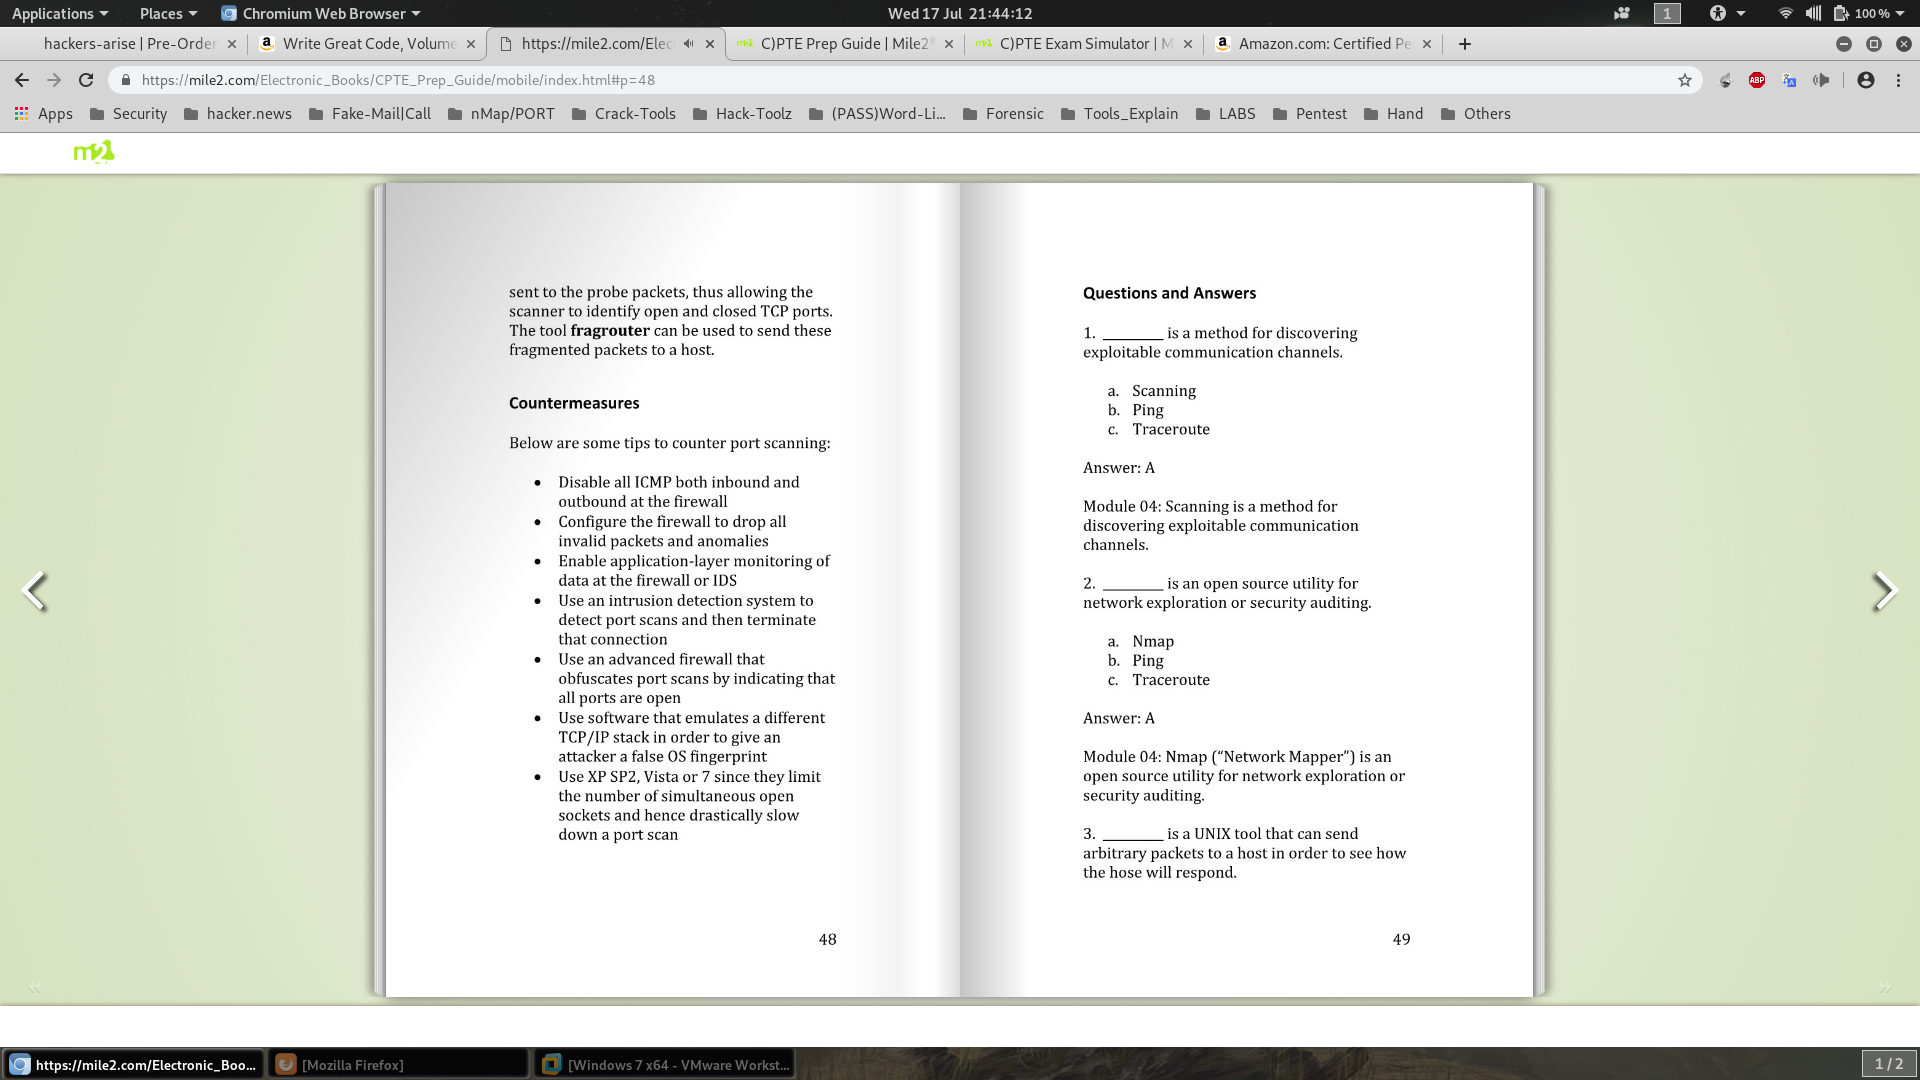 Applications Places Chromium Web Browser Wed 17 Jul 21:44:12 1 100 %
hackers-arise | Pre-Order Write Great Code, Volume https://mile2.com/Elec C)PTE Prep Guide | Mile2 C)PTE Exam Simulator | M Amazon.com: Certified Pe
https://mile2.com/Electronic_Books/CPTE_Prep_Guide/mobile/index.html#p=48 ABP
Apps Security hacker.news Fake-Mail|Call nMap/PORT Crack-Tools Hack-Toolz (PASS)Word-Li... Forensic Tools_Explain LABS Pentest Hand Others
m2
sent to the probe packets, thus allowing the
scanner to identify open and closed TCP ports.
The tool fragrouter can be used to send these
fragmented packets to a host.
Countermeasures
Below are some tips to counter port scanning:
• Disable all ICMP both inbound and
outbound at the firewall
• Configure the firewall to drop all
invalid packets and anomalies
• Enable application-layer monitoring of
data at the firewall or IDS
• Use an intrusion detection system to
detect port scans and then terminate
that connection
• Use an advanced firewall that
obfuscates port scans by indicating that
all ports are open
• Use software that emulates a different
TCP/IP stack in order to give an
attacker a false OS fingerprint
• Use XP SP2, Vista or 7 since they limit
the number of simultaneous open
sockets and hence drastically slow
down a port scan
48
Questions and Answers
1. ________ is a method for discovering
exploitable communication channels.
a. Scanning
b. Ping
c. Traceroute
Answer: A
Module 04: Scanning is a method for
discovering exploitable communication
channels.
2. ________ is an open source utility for
network exploration or security auditing.
a. Nmap
b. Ping
c. Traceroute
Answer: A
Module 04: Nmap (“Network Mapper”) is an
open source utility for network exploration or
security auditing.
3. ________ is a UNIX tool that can send
arbitrary packets to a host in order to see how
the hose will respond.
49
https://mile2.com/Electronic_Boo... [Mozilla Firefox] [Windows 7 x64 - VMware Workst... 1 / 2